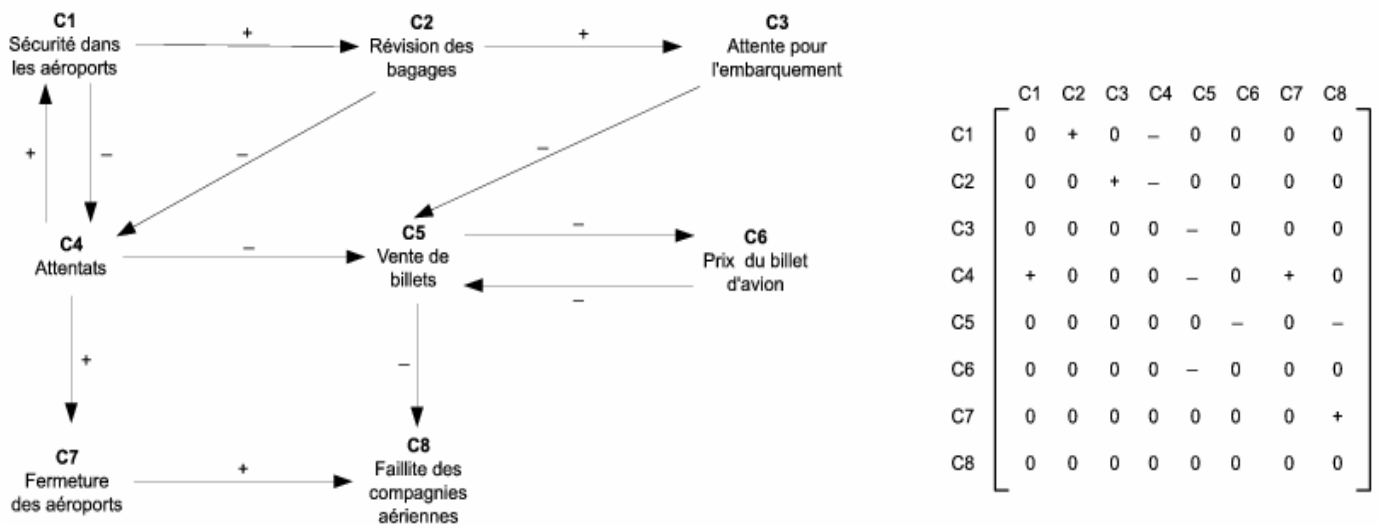 C1
Sécurité dans
les aéroports
+
C2
Révision des
bagages
+
C3
Attente pour
l'embarquement
+
–
–
–
C4
Attentats
–
C5
Vente de
billets
–
–
C6
Prix du billet
d'avion
+
–
C7
Fermeture
des aéroports
+
C8
Faillite des
compagnies
aériennes
C1 C2 C3 C4 C5 C6 C7 C8
C1 0 + 0 – 0 0 0 0
C2 0 0 + – 0 0 0 0
C3 0 0 0 0 – 0 0 0
C4 + 0 0 0 – 0 + 0
C5 0 0 0 0 0 – 0 –
C6 0 0 0 0 – 0 0 0
C7 0 0 0 0 0 0 0 +
C8 0 0 0 0 0 0 0 0